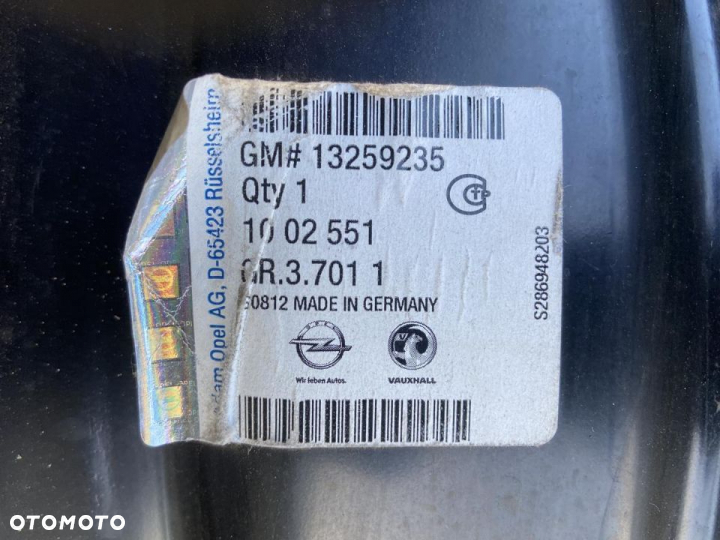 GM# 13259235
Qty 1
10 02 551
GR.3.701 1
60812 MADE IN GERMANY
OPEL
Wir leben Autos.
VAUXHALL
Adam Opel AG, D-65423 Rüsselsheim
S286948203
OTOMOTO